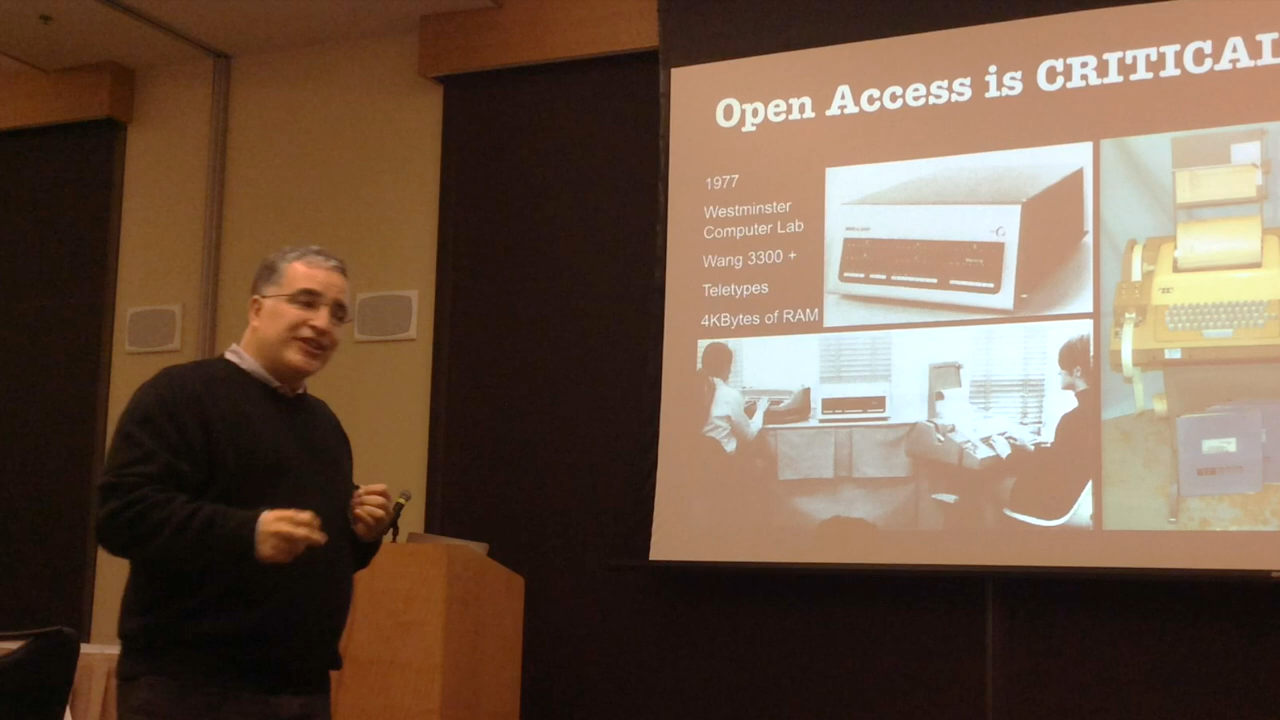 Open Access is CRITICAL
1977
Westminster
Computer Lab
Wang 3300 +
Teletypes
4KBytes of RAM